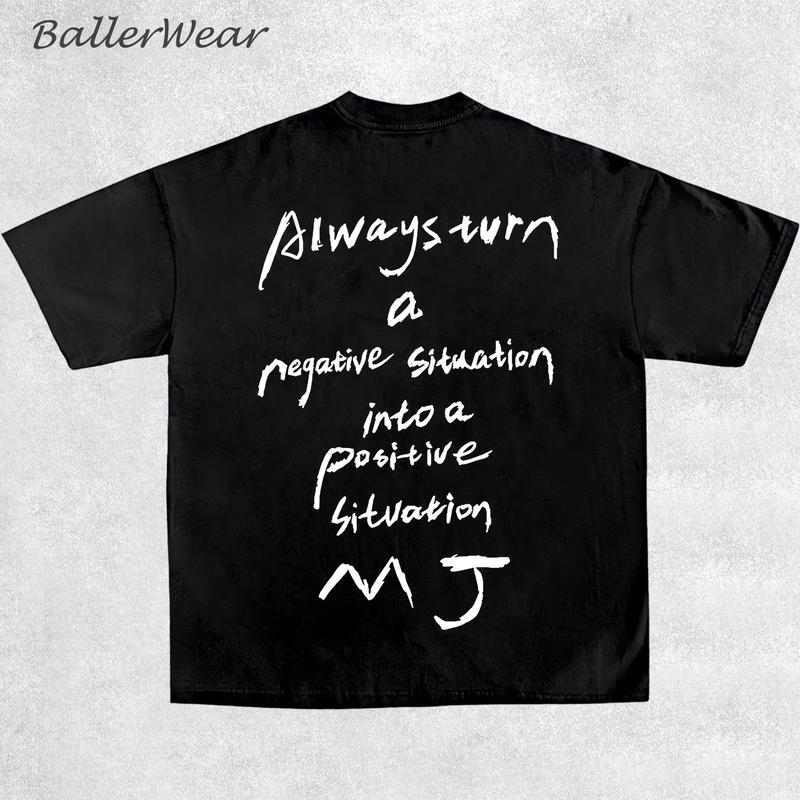 BallerWear
Always turn
a
negative situation
into a
positive
situation
MJ